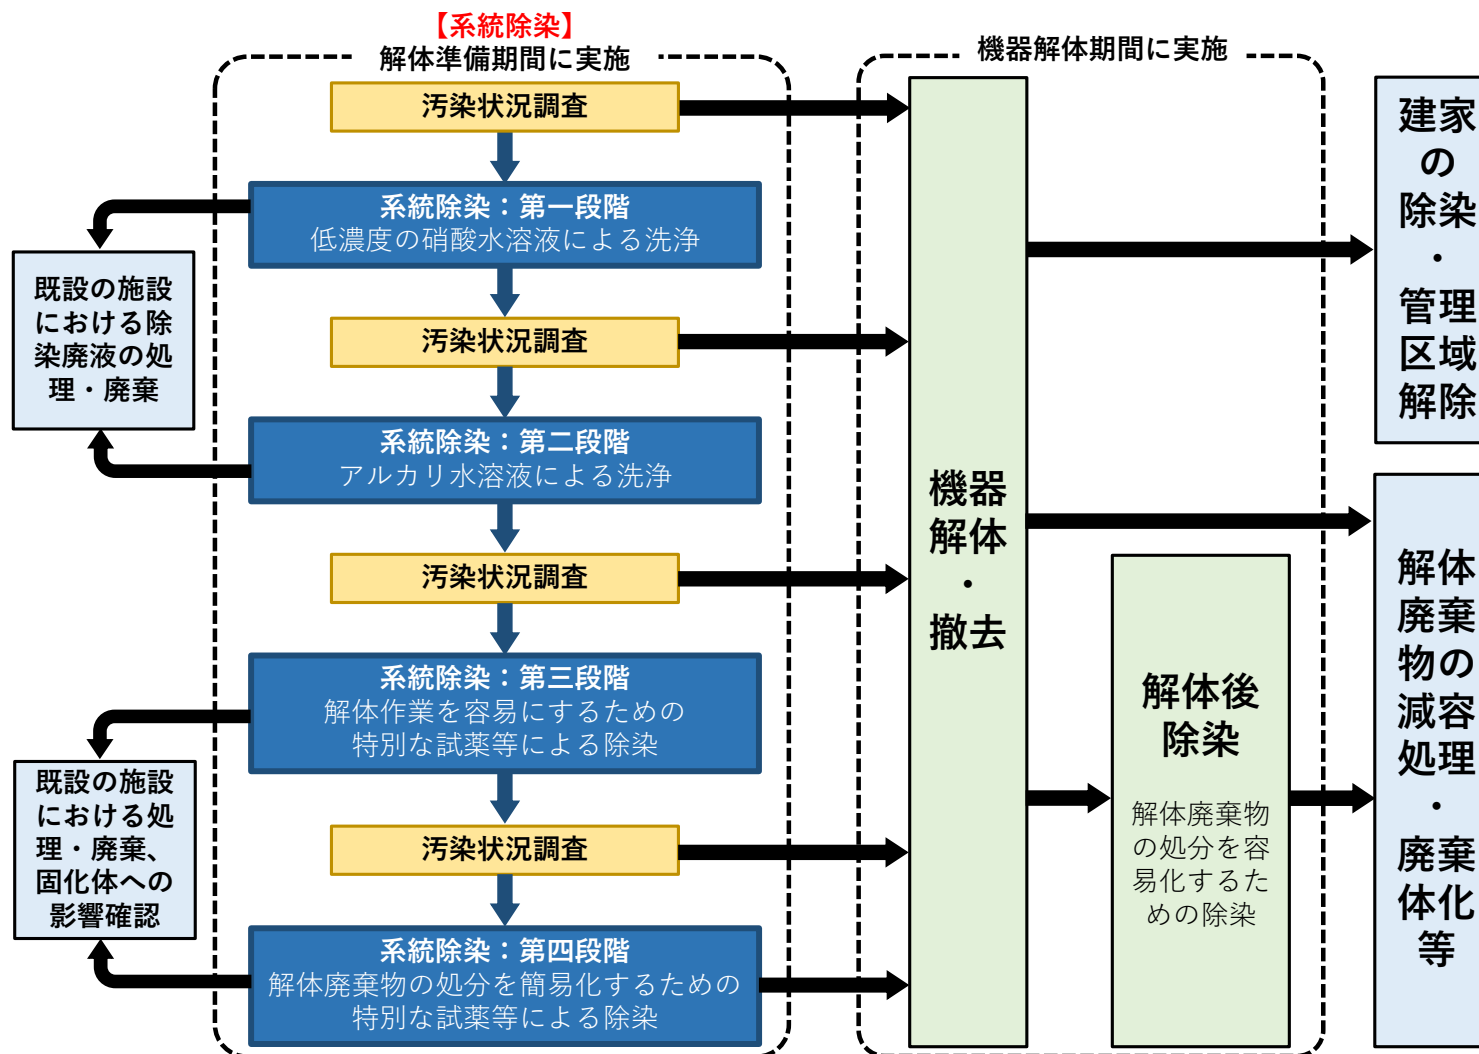 【系統除染】
解体準備期間に実施
汚染状況調査
系統除染：第一段階
低濃度の硝酸水溶液による洗浄
汚染状況調査
系統除染：第二段階
アルカリ水溶液による洗浄
汚染状況調査
系統除染：第三段階
解体作業を容易にするための
特別な試薬等による除染
汚染状況調査
系統除染：第四段階
解体廃棄物の処分を簡易化するための
特別な試薬等による除染
既設の施設
における除
染廃液の処
理・廃棄
既設の施設
における処
理・廃棄、
固化体への
影響確認
機器解体期間に実施
機器
解体
・
撤去
解体後
除染
解体廃棄物
の処分を容
易化するた
めの除染
建家
の
除染
・
管理
区域
解除
解体
廃棄
物の
減容
処理
・
廃棄
体化
等